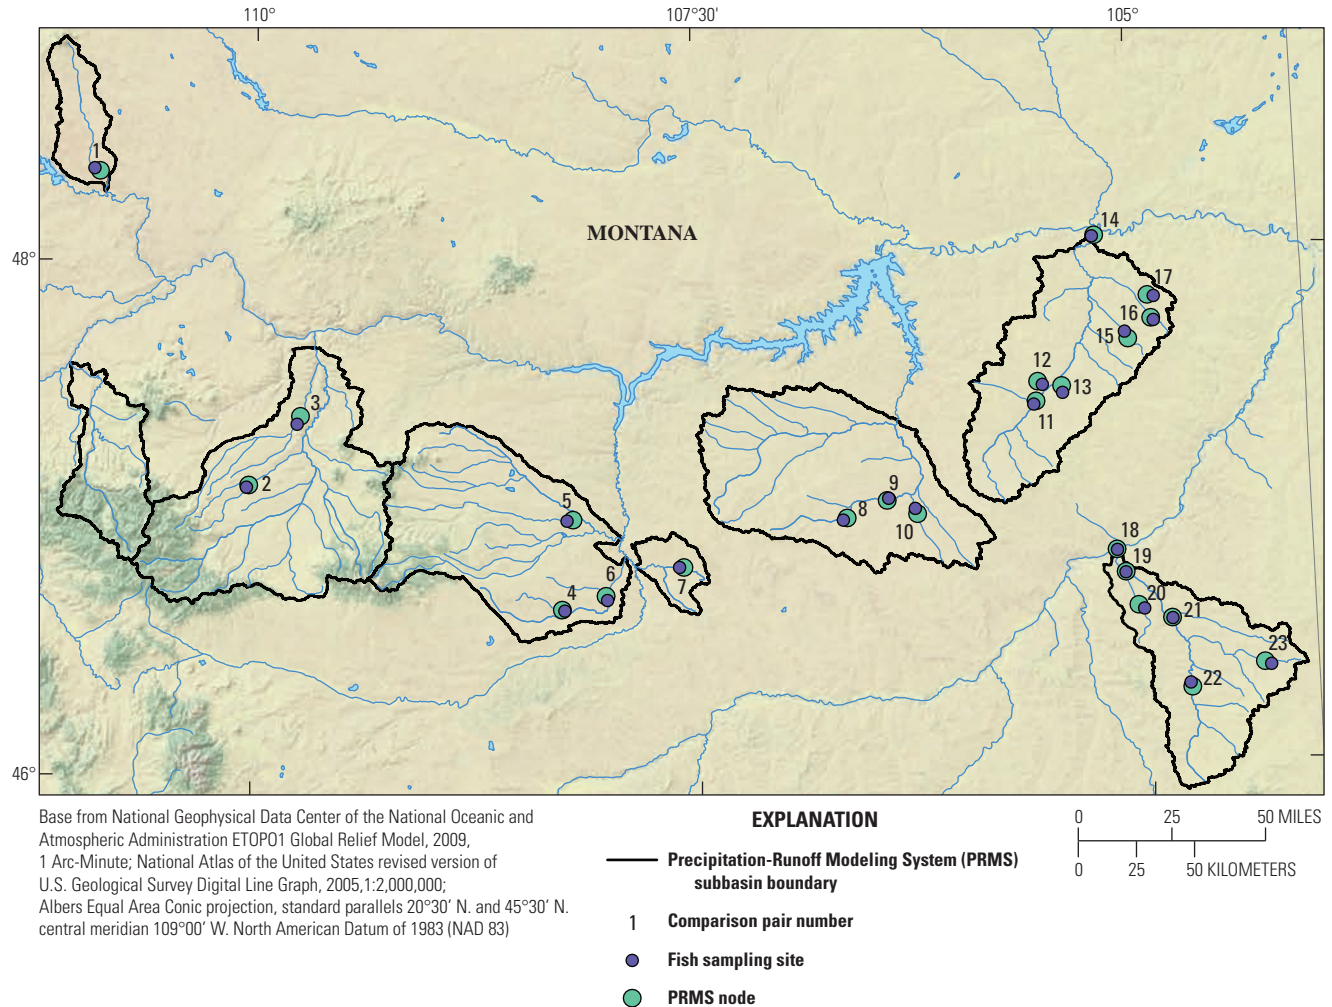 110°
107°30′
105°
1
14
MONTANA
48°
17
16
15
12
13
3
11
2
9
5
8
10
18
19
6
7
4
20
21
23
22
46°
Base from National Geophysical Data Center of the National Oceanic and
Atmospheric Administration ETOPO1 Global Relief Model, 2009,
1 Arc-Minute; National Atlas of the United States revised version of
U.S. Geological Survey Digital Line Graph, 2005,1:2,000,000;
Albers Equal Area Conic projection, standard parallels 20°30′ N. and 45°30′ N.
central meridian 109°00′ W. North American Datum of 1983 (NAD 83)
EXPLANATION
Precipitation-Runoff Modeling System (PRMS)
subbasin boundary
1 Comparison pair number
Fish sampling site
PRMS node
0 25 50 MILES
0 25 50 KILOMETERS